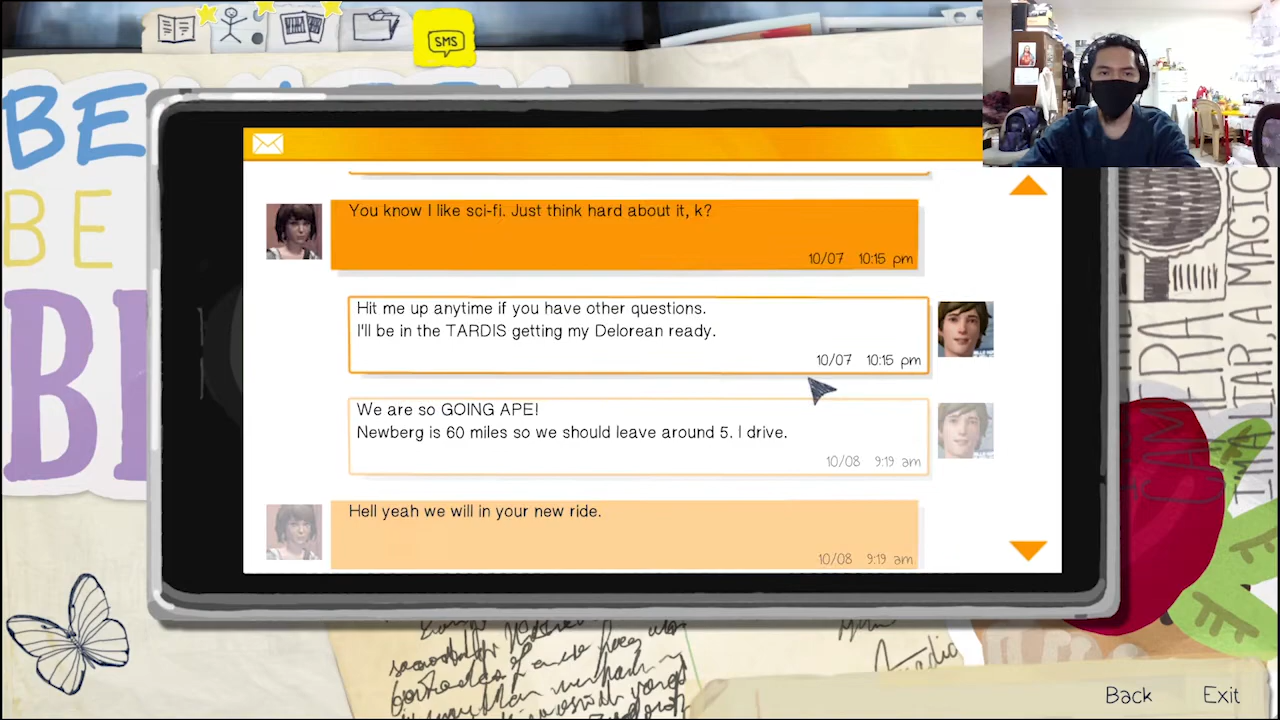 SMS
BE
BE
You know I like sci-fi. Just think hard about it, k?
10/07 10:15 pm
Hit me up anytime if you have other questions.
I'll be in the TARDIS getting my Delorean ready.
10/07 10:15 pm
We are so GOING APE!
Newberg is 60 miles so we should leave around 5. I drive.
10/08 9:19 am
Hell yeah we will in your new ride.
10/08 9:19 am
CAMERA
LIAR, A MAGIC
Back Exit